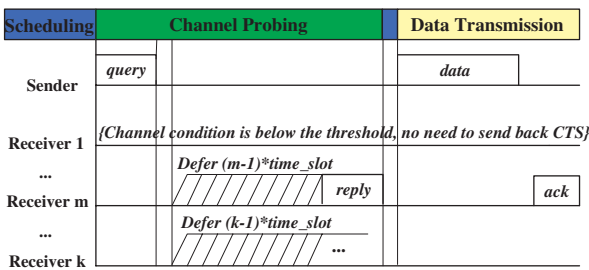 Scheduling Channel Probing Data Transmission
Sender query data
Receiver 1 {Channel condition is below the threshold, no need to send back CTS}
...
Defer (m-1)*time_slot
Receiver m reply ack
...
Defer (k-1)*time_slot
...
Receiver k